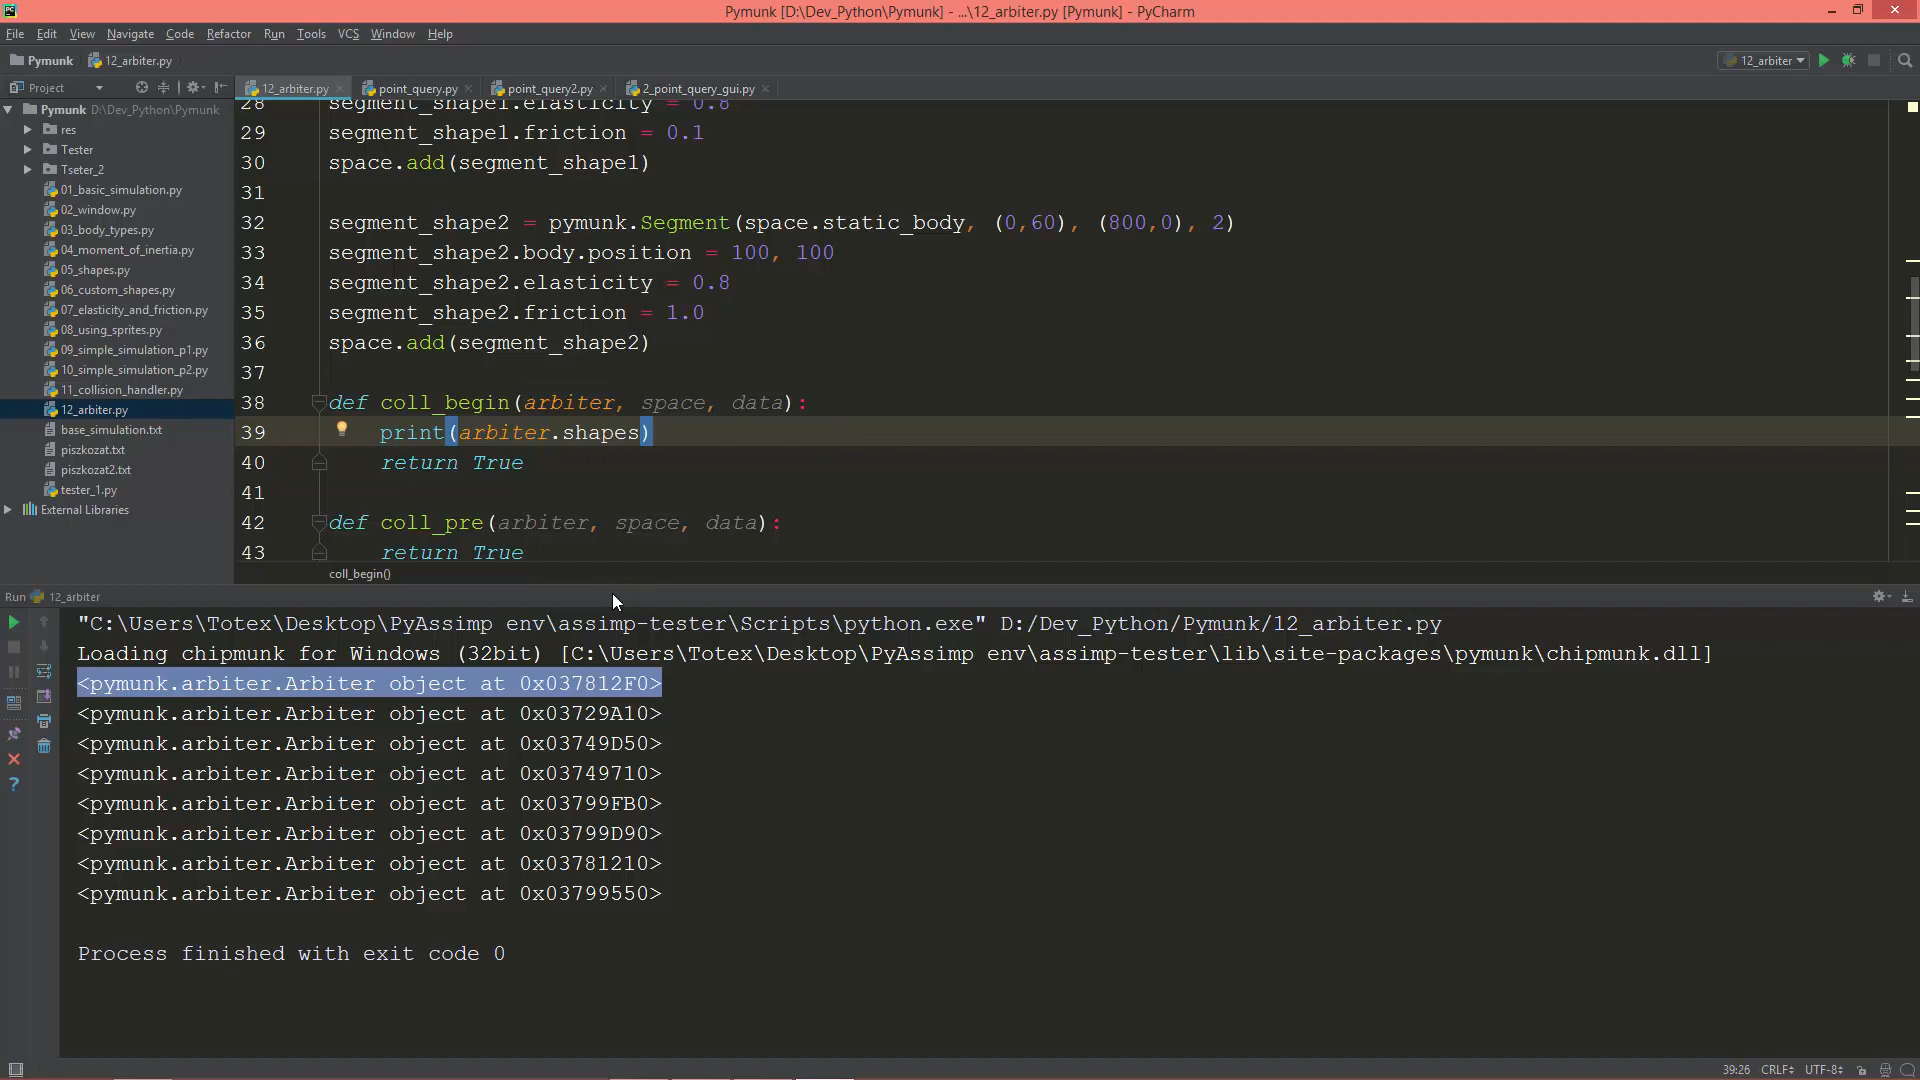 Pymunk [D:\Dev_Python\Pymunk] - ...\12_arbiter.py [Pymunk] - PyCharm
File Edit View Navigate Code Refactor Run Tools VCS Window Help
Pymunk 12_arbiter.py 12_arbiter
Project 12_arbiter.py point_query.py point_query2.py 2_point_query_gui.py
Pymunk D:\Dev_Python\Pymunk
res
Tester
Tseter_2
01_basic_simulation.py
02_window.py
03_body_types.py
04_moment_of_inertia.py
05_shapes.py
06_custom_shapes.py
07_elasticity_and_friction.py
08_using_sprites.py
09_simple_simulation_p1.py
10_simple_simulation_p2.py
11_collision_handler.py
12_arbiter.py
base_simulation.txt
piszkozat.txt
piszkozat2.txt
tester_1.py
External Libraries
28 segment_shape1.elasticity = 0.8
29 segment_shape1.friction = 0.1
30 space.add(segment_shape1)
31
32 segment_shape2 = pymunk.Segment(space.static_body, (0,60), (800,0), 2)
33 segment_shape2.body.position = 100, 100
34 segment_shape2.elasticity = 0.8
35 segment_shape2.friction = 1.0
36 space.add(segment_shape2)
37
38 def coll_begin(arbiter, space, data):
39 print(arbiter.shapes)
40 return True
41
42 def coll_pre(arbiter, space, data):
43 return True
coll_begin()
Run 12_arbiter
"C:\Users\Totex\Desktop\PyAssimp env\assimp-tester\Scripts\python.exe" D:/Dev_Python/Pymunk/12_arbiter.py
Loading chipmunk for Windows (32bit) [C:\Users\Totex\Desktop\PyAssimp env\assimp-tester\lib\site-packages\pymunk\chipmunk.dll]
<pymunk.arbiter.Arbiter object at 0x037812F0>
<pymunk.arbiter.Arbiter object at 0x03729A10>
<pymunk.arbiter.Arbiter object at 0x03749D50>
<pymunk.arbiter.Arbiter object at 0x03749710>
<pymunk.arbiter.Arbiter object at 0x03799FB0>
<pymunk.arbiter.Arbiter object at 0x03799D90>
<pymunk.arbiter.Arbiter object at 0x03781210>
<pymunk.arbiter.Arbiter object at 0x03799550>
Process finished with exit code 0
39:26 CRLF UTF-8